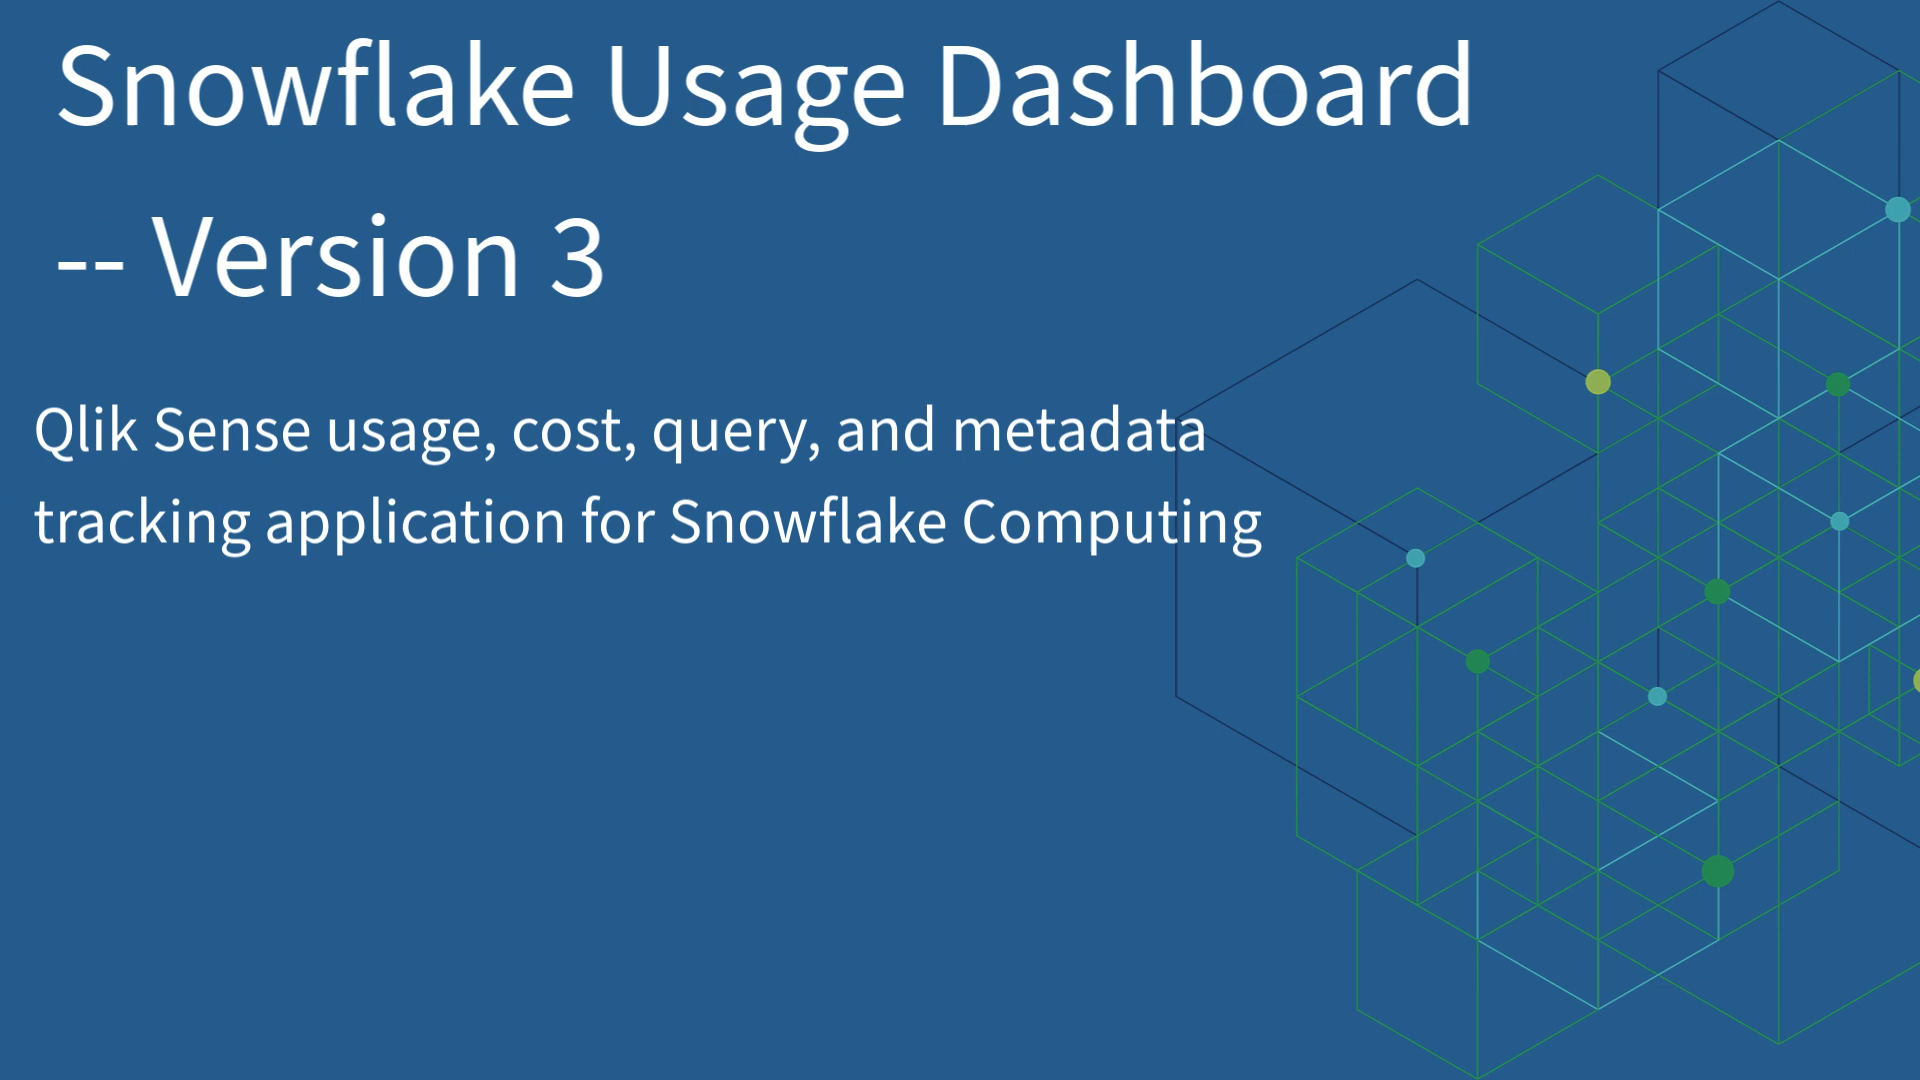 Snowflake Usage Dashboard
-- Version 3
Qlik Sense usage, cost, query, and metadata
tracking application for Snowflake Computing